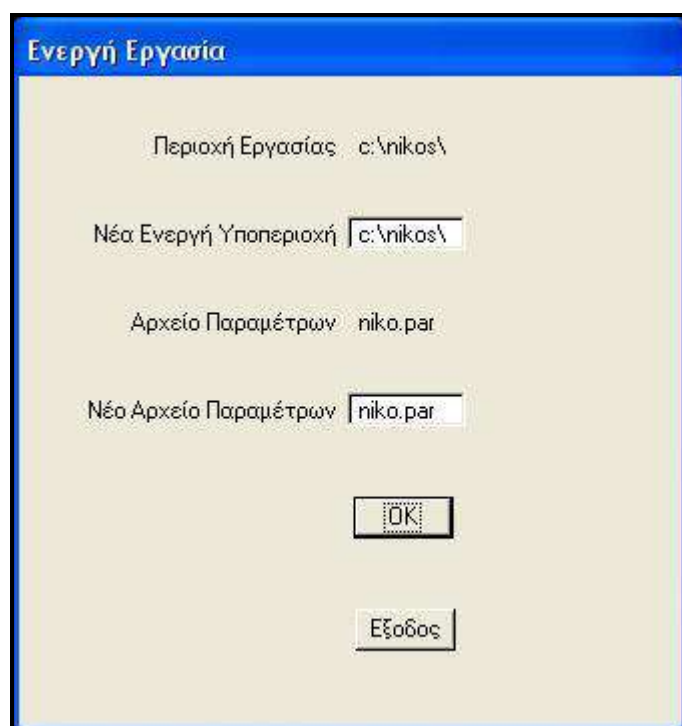 Ενεργή Εργασία
Περιοχή Εργασίας c:\nikos\
Νέα Ενεργή Υποπεριοχή c:\nikos\
Αρχείο Παραμέτρων niko.par
Νέο Αρχείο Παραμέτρων niko.par
OK
Εξοδος